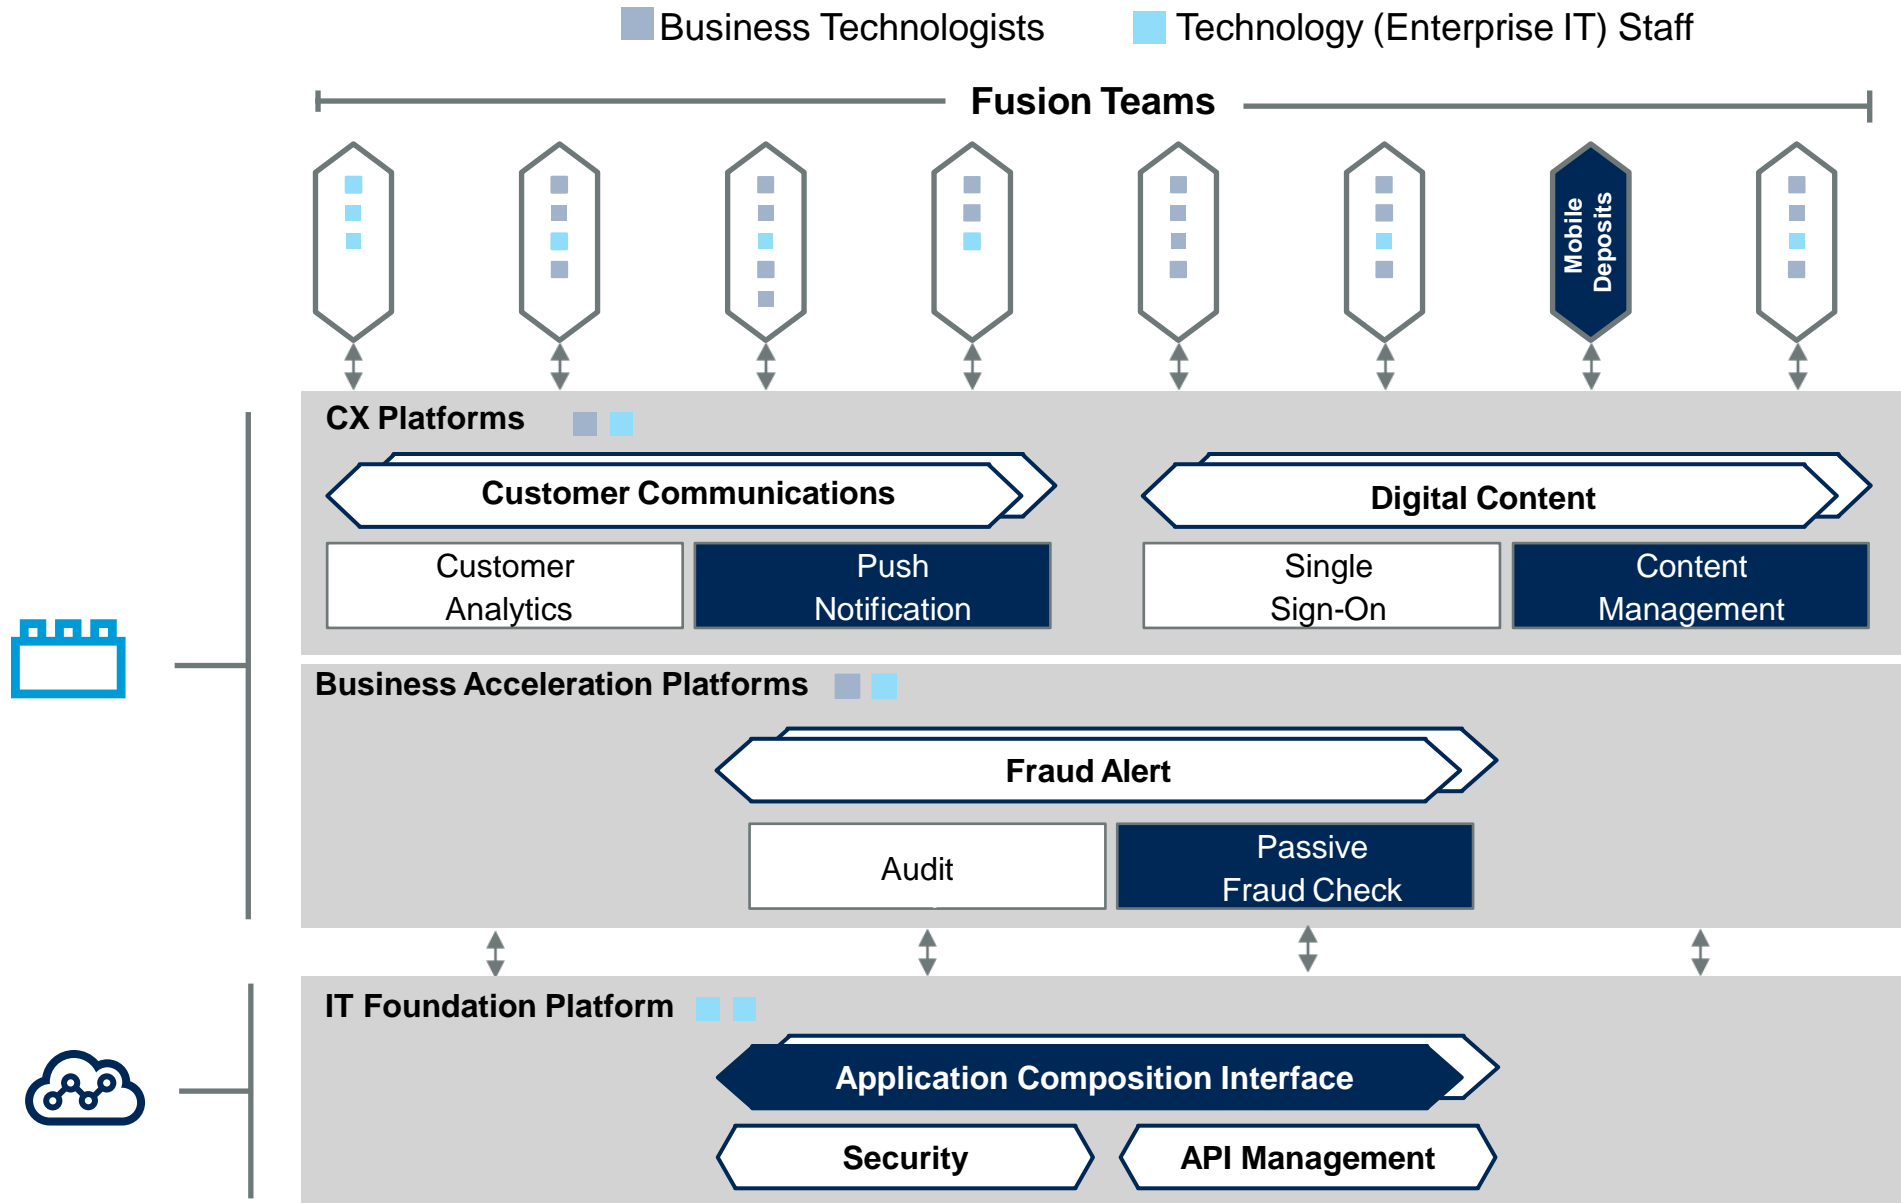 Business Technologists
Technology (Enterprise IT) Staff
Fusion Teams
Mobile
Deposits
CX Platforms
Customer Communications
Digital Content
Customer
Analytics
Push
Notification
Single
Sign-On
Content
Management
Business Acceleration Platforms
Fraud Alert
Audit
Passive
Fraud Check
IT Foundation Platform
Application Composition Interface
Security
API Management